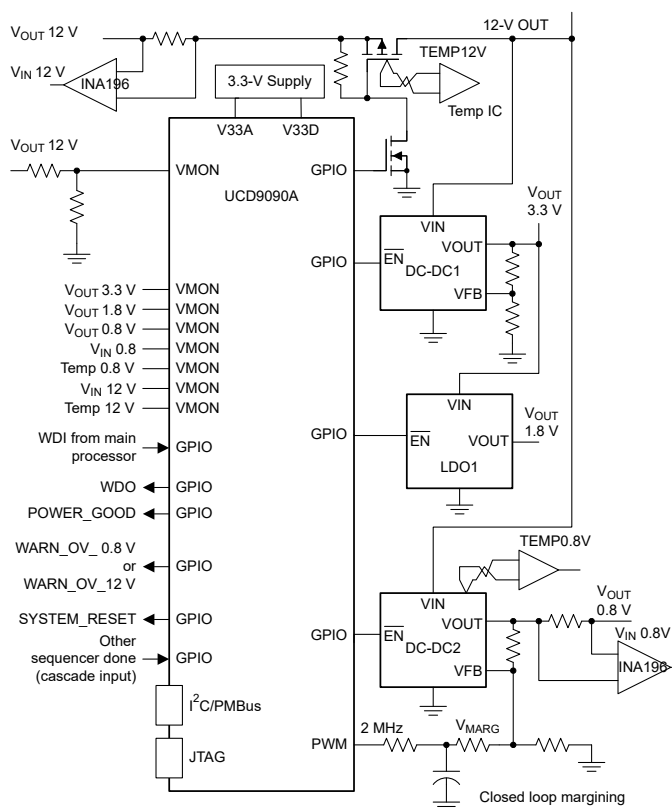 12-V OUT
VOUT 12 V
TEMP12V
VIN 12 V
INA196
3.3-V Supply
Temp IC
V33A
V33D
VOUT 12 V
VMON
GPIO
UCD9090A
VOUT
3.3 V
VIN
VOUT
GPIO
EN
DC-DC1
VFB
VOUT 3.3 V
VMON
VOUT 1.8 V
VMON
VOUT 0.8 V
VMON
VIN 0.8
VMON
Temp 0.8 V
VMON
VIN 12 V
VMON
Temp 12 V
VMON
VIN
VOUT
1.8 V
GPIO
EN
VOUT
LDO1
WDI from main
processor
GPIO
WDO
GPIO
POWER_GOOD
GPIO
WARN_OV_ 0.8 V
or
WARN_OV_12 V
GPIO
TEMP0.8V
VIN
VOUT
0.8 V
SYSTEM_RESET
GPIO
VOUT
VIN 0.8V
GPIO
EN
DC-DC2
INA196
Other
sequencer done
(cascade input)
GPIO
VFB
I2C/PMBus
2 MHz
VMARG
PWM
JTAG
Closed loop margining